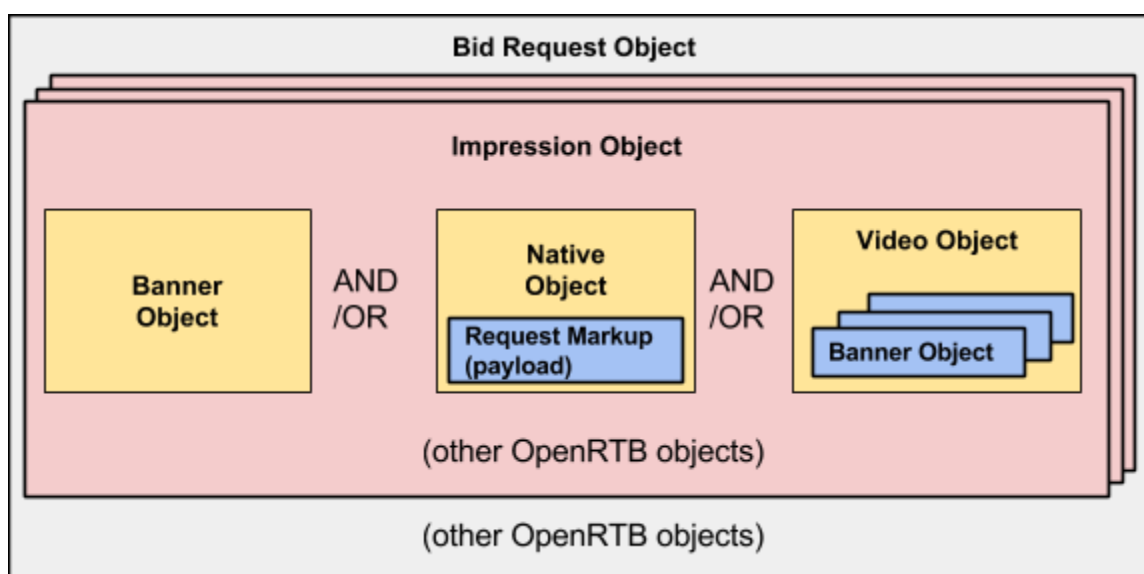 Bid Request Object
Impression Object
Banner
Object
AND
/OR
Native
Object
Request Markup
(payload)
AND
/OR
Video Object
Banner Object
(other OpenRTB objects)
(other OpenRTB objects)